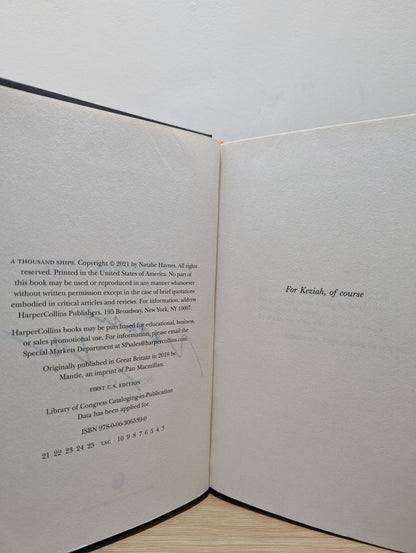 A THOUSAND SHIPS. Copyright © 2021 by Natalie Haynes. All rights
reserved. Printed in the United States of America. No part of
this book may be used or reproduced in any manner whatsoever
without written permission except in the case of brief quotations
embodied in critical articles and reviews. For information, address
HarperCollins Publishers, 195 Broadway, New York, NY 10007.
HarperCollins books may be purchased for educational, business,
or sales promotional use. For information, please email the
Special Markets Department at SPsales@harpercollins.com.
Originally published in Great Britain in 2019 by
Mantle, an imprint of Pan Macmillan.
FIRST U.S. EDITION
Library of Congress Cataloging-in-Publication
Data has been applied for.
ISBN 978-0-06-306539-0
21 22 23 24 25 LSC 10 9 8 7 6 5 4 3
For Keziah, of course